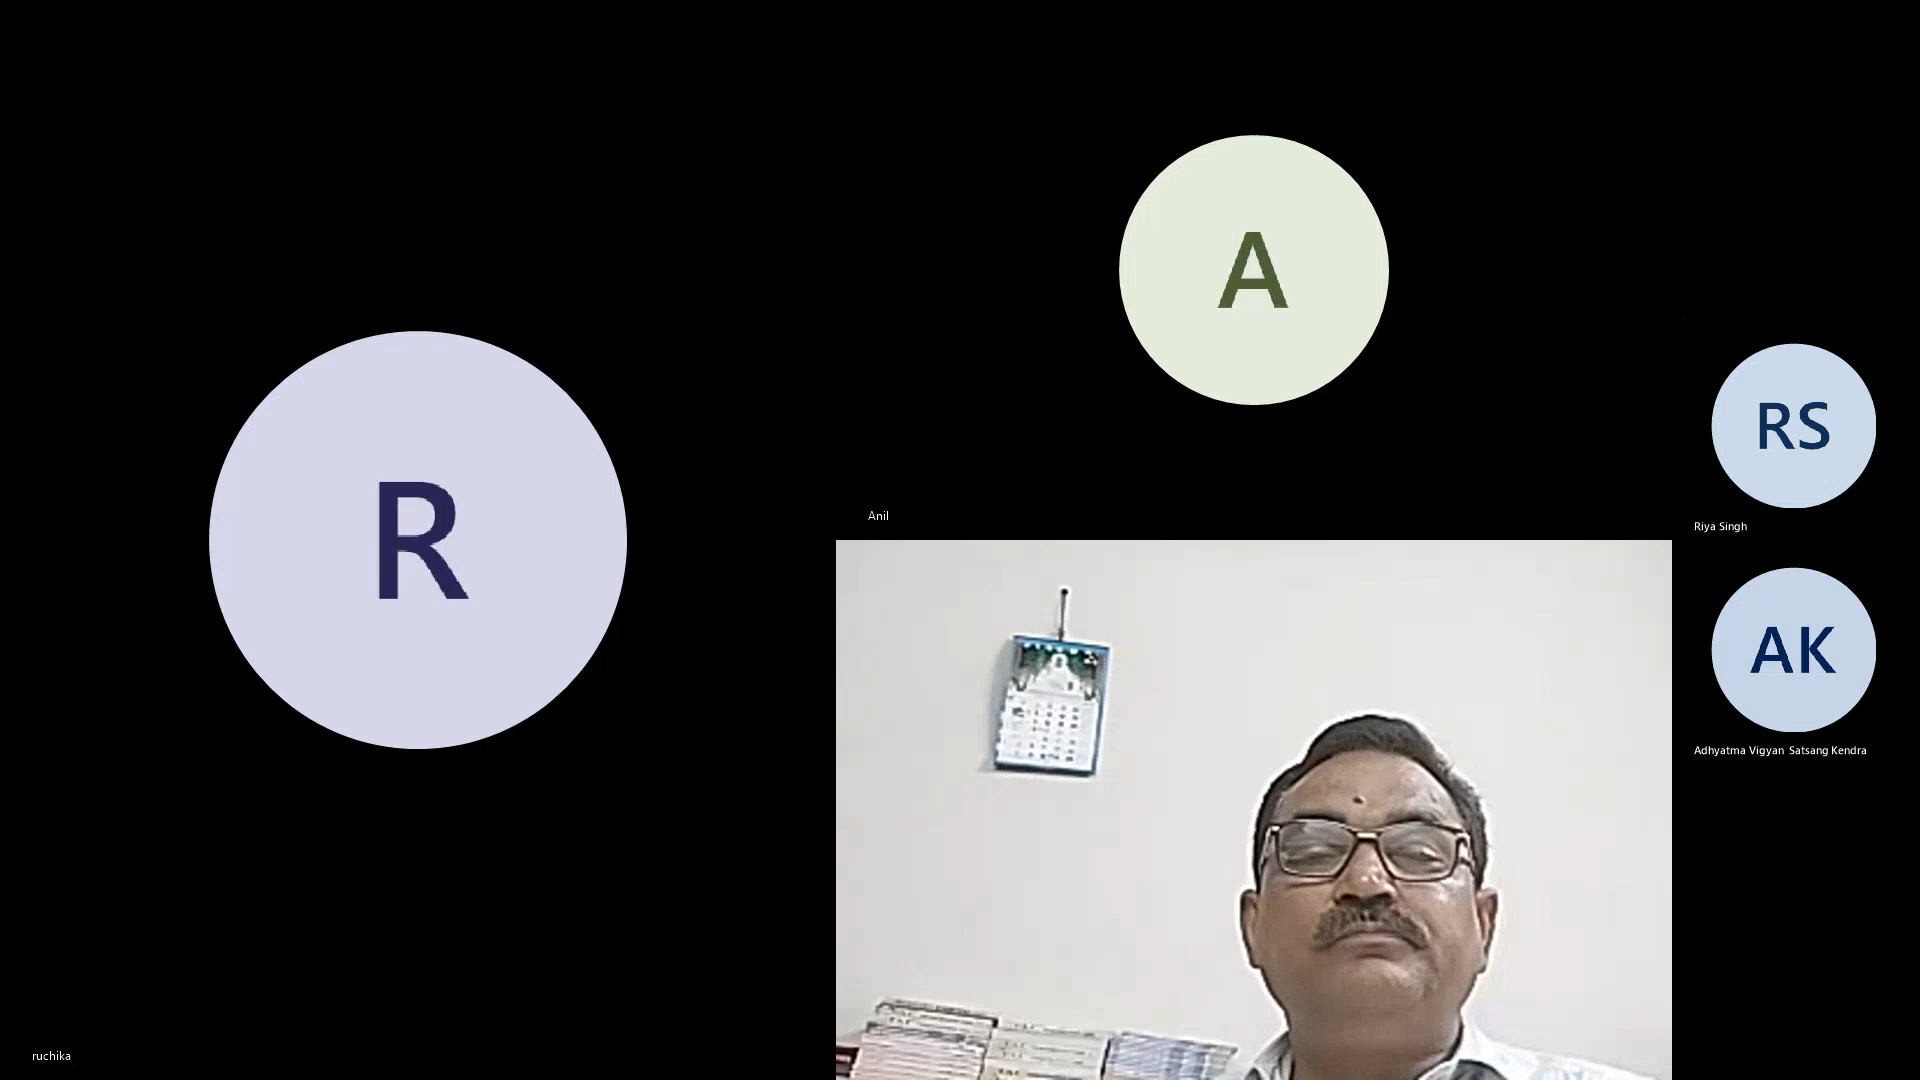 R
ruchika
A
Anil
RS
Riya Singh
AK
Adhyatma Vigyan Satsang Kendra